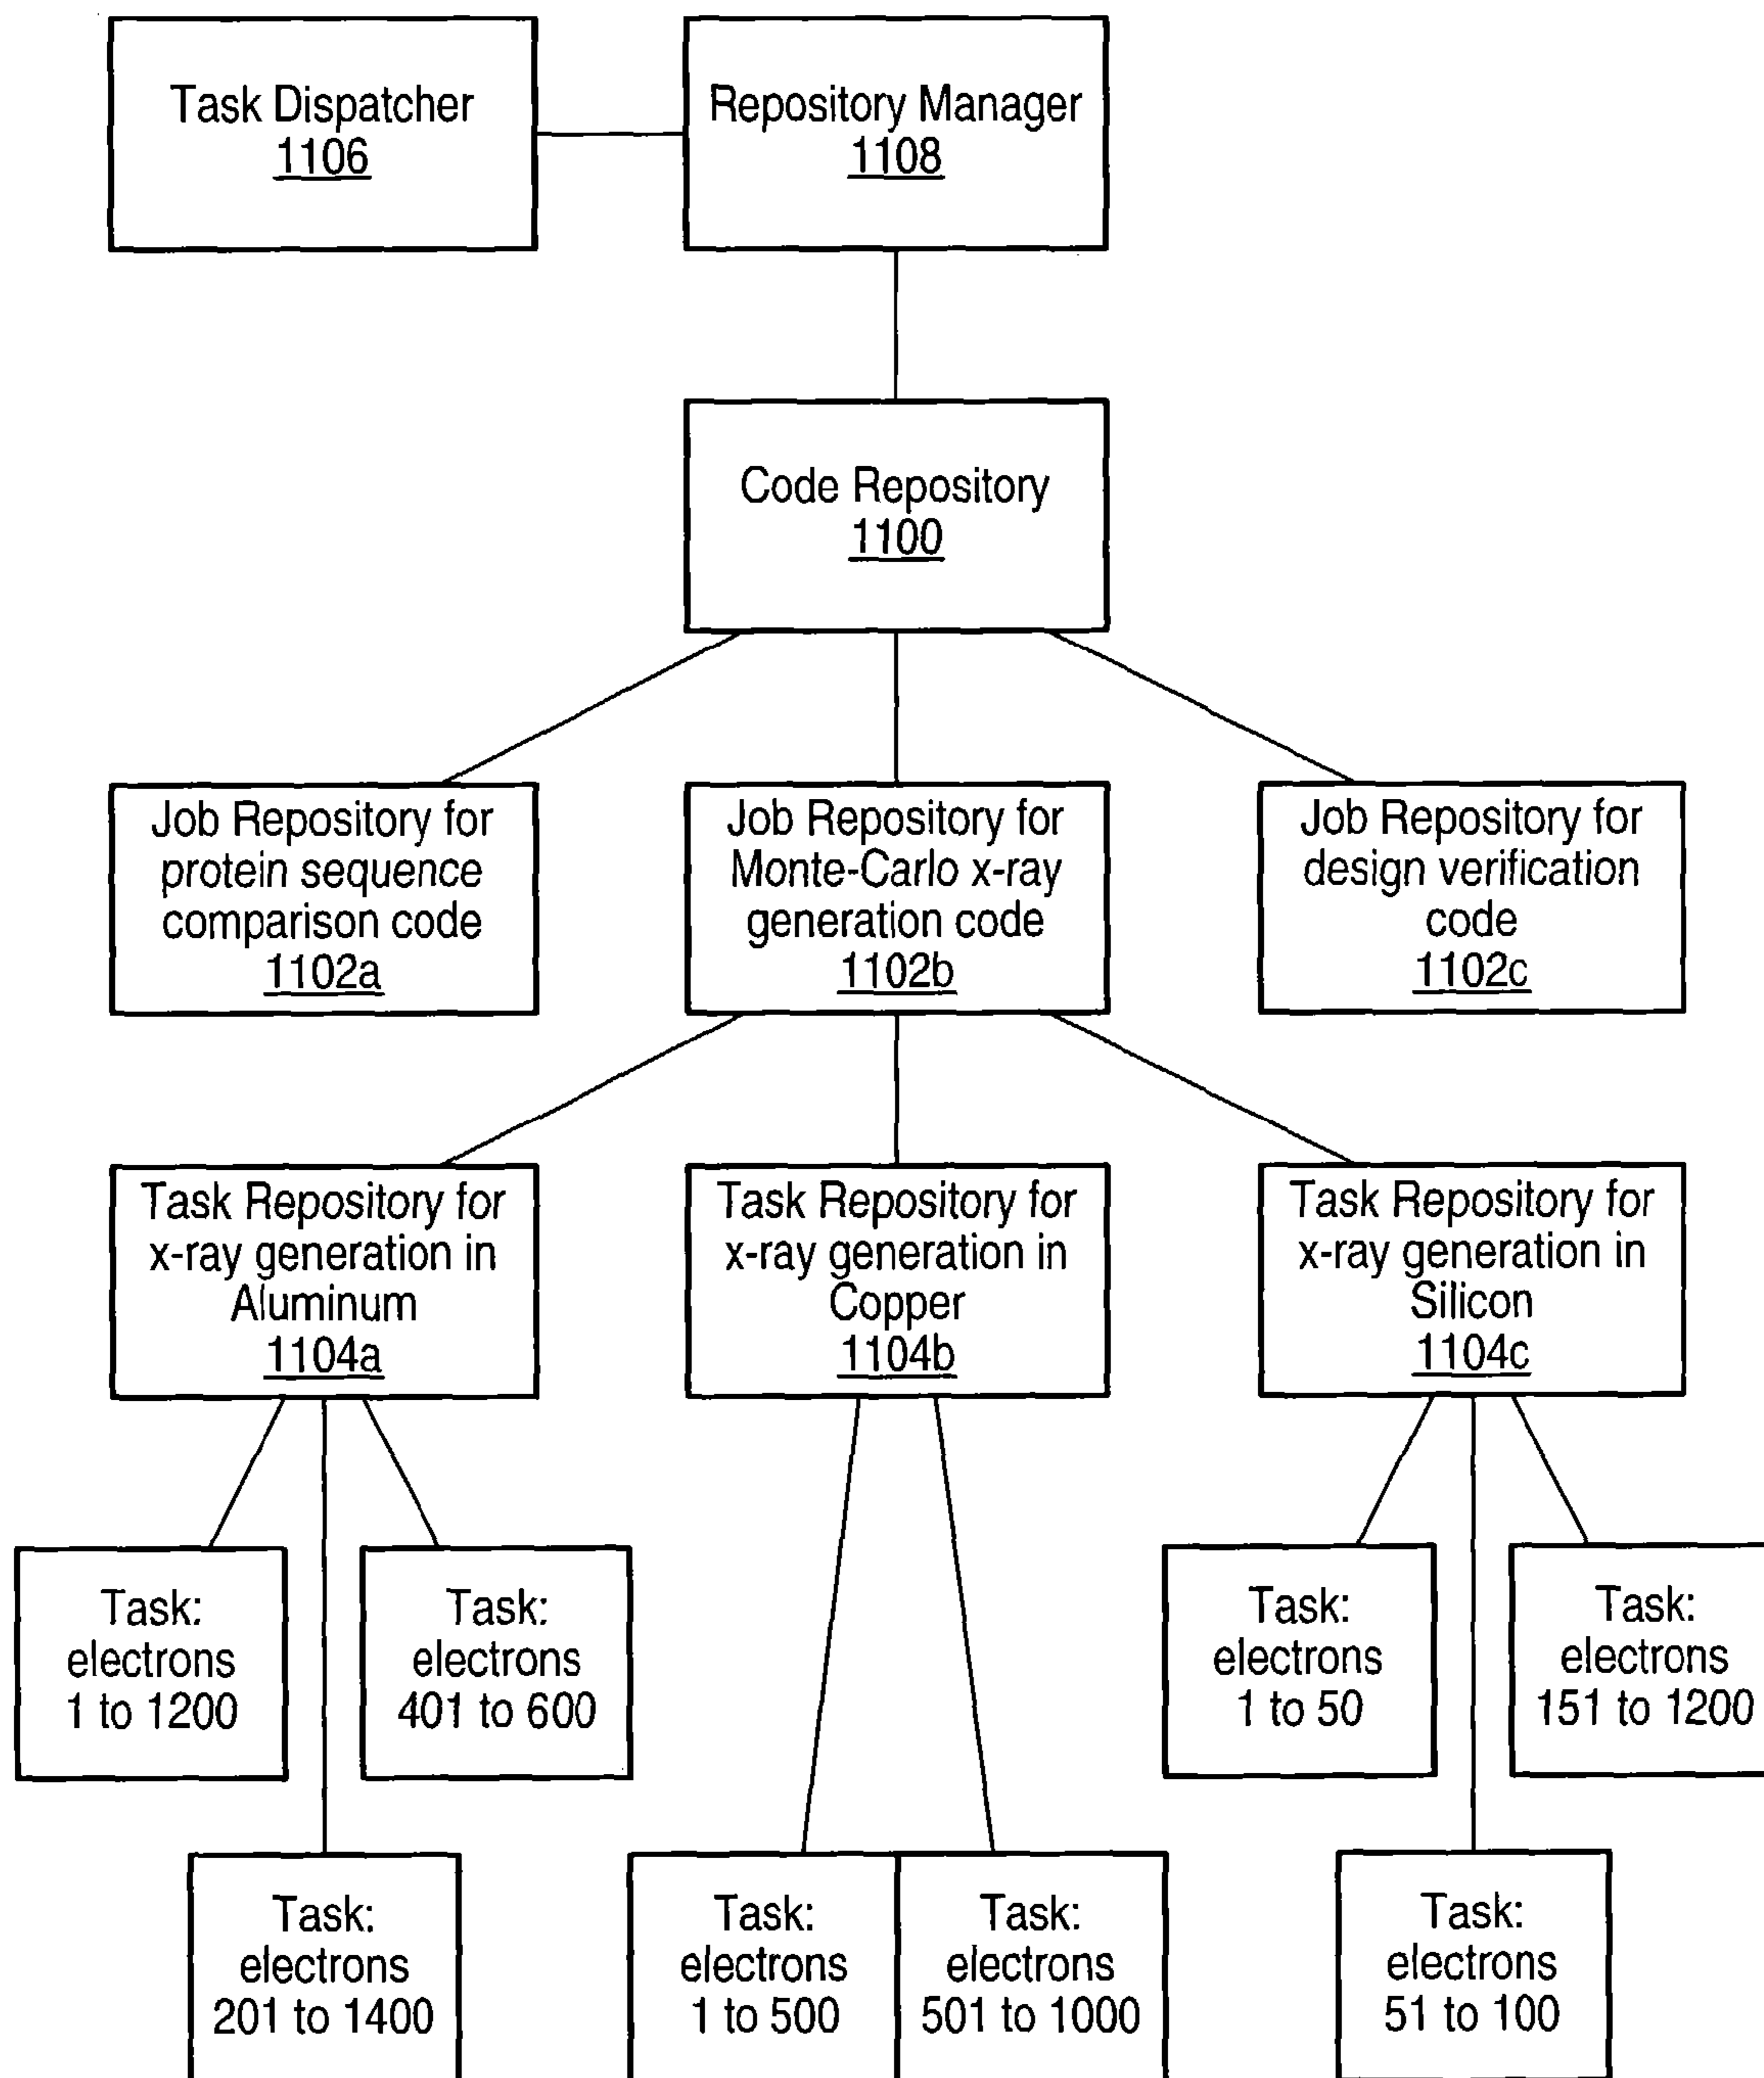 Task Dispatcher
1106
Repository Manager
1108
Code Repository
1100
Job Repository for
protein sequence
comparison code
1102a
Job Repository for
Monte-Carlo x-ray
generation code
1102b
Job Repository for
design verification
code
1102c
Task Repository for
x-ray generation in
Aluminum
1104a
Task Repository for
x-ray generation in
Copper
1104b
Task Repository for
x-ray generation in
Silicon
1104c
Task:
electrons
1 to 1200
Task:
electrons
401 to 600
Task:
electrons
1 to 50
Task:
electrons
151 to 1200
Task:
electrons
201 to 1400
Task:
electrons
1 to 500
Task:
electrons
501 to 1000
Task:
electrons
51 to 100